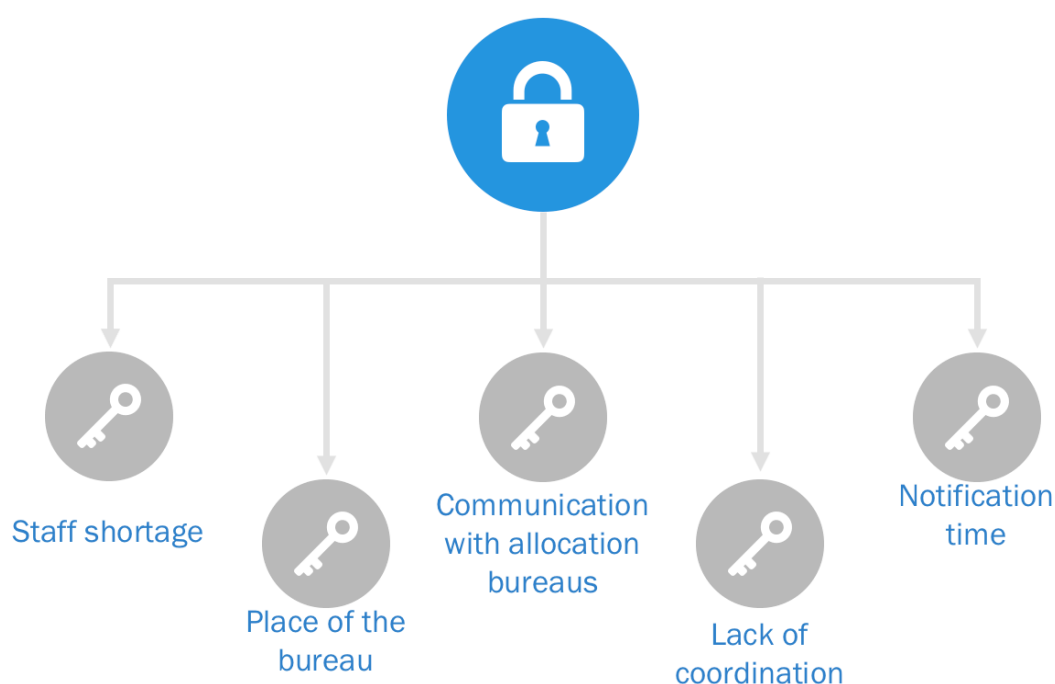 Staff shortage
Place of the
bureau
Communication
with allocation
bureaus
Lack of
coordination
Notification
time